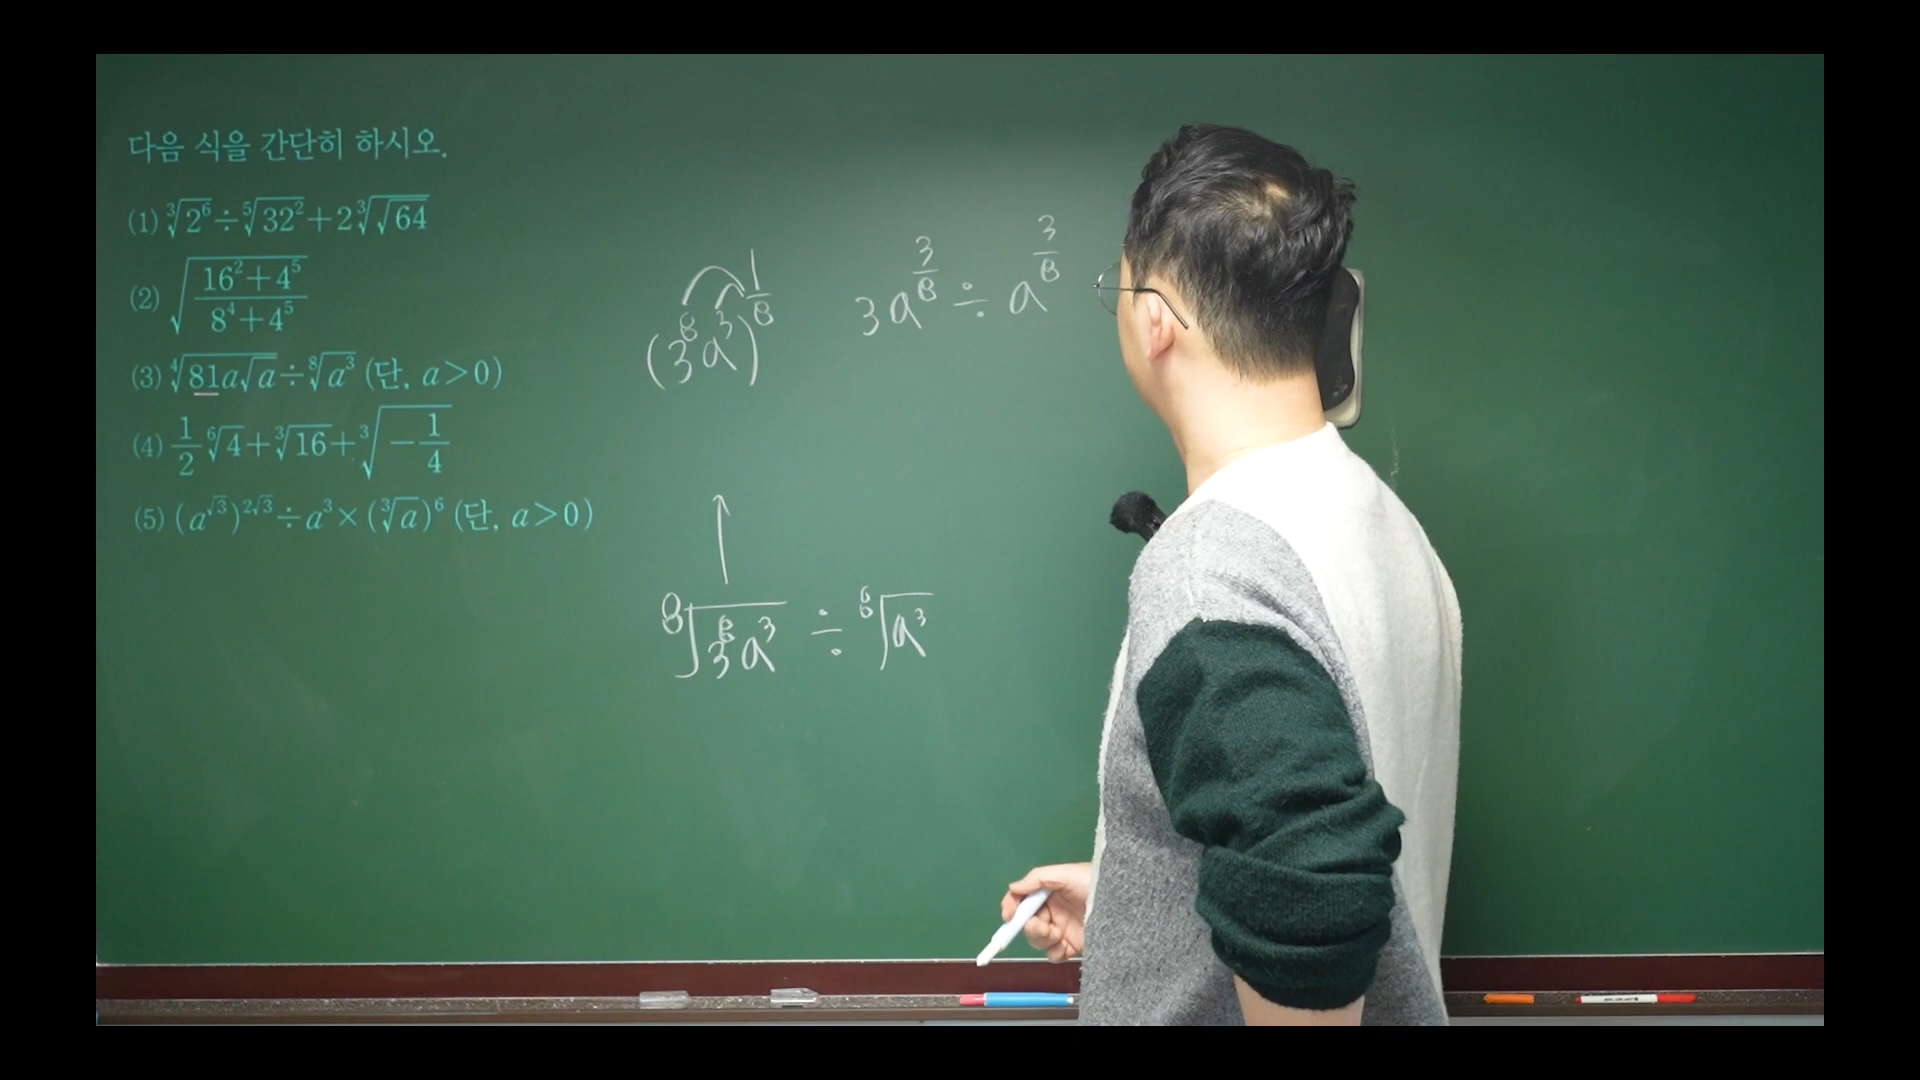 다음 식을 간단히 하시오.
(1) ∛(2⁶) ÷ ⁵√(32²) + 2∛(√64)
(2) √((16² + 4⁵)/(8⁴ + 4⁵))
(3) ⁴√(81a√a) ÷ ⁸√(a³) (단, a > 0)
(4) 1/2 ⁶√4 + ∛16 + ∛(−1/4)
(5) (a^√3)^(2√3) ÷ a³ × (∛a)⁶ (단, a > 0)
(3⁸a³)^(1/8)
3a^(3/8) ÷ a^(3/8)
⁸√(3⁸a³) ÷ ⁸√(a³)